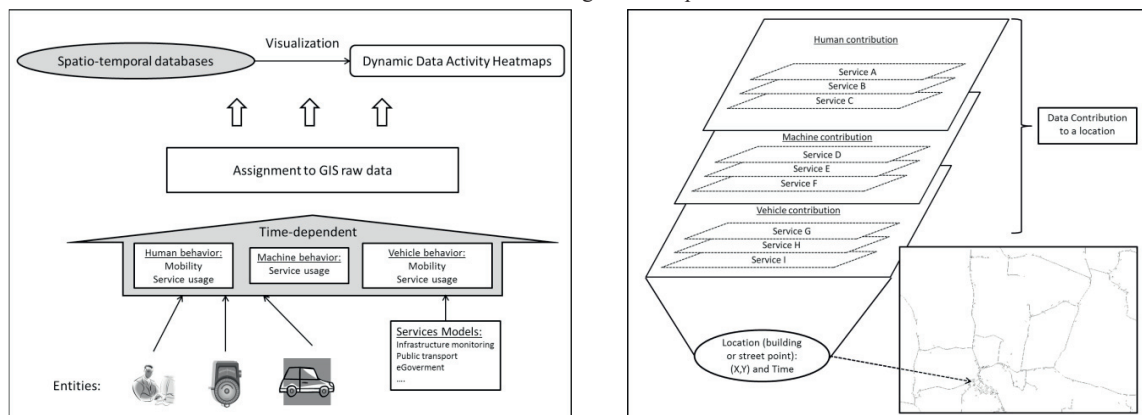 Visualization
Spatio-temporal databases
Dynamic Data Activity Heatmaps
Assignment to GIS raw data
Time-dependent
Human behavior:
Mobility
Service usage
Machine behavior:
Service usage
Vehicle behavior:
Mobility
Service usage
Services Models:
Infrastructure monitoring
Public transport
eGoverment
....
Entities:
Human contribution
Service A
Service B
Service C
Machine contribution
Service D
Service E
Service F
Vehicle contribution
Service G
Service H
Service I
Data Contribution
to a location
Location (building
or street point):
(X,Y) and Time